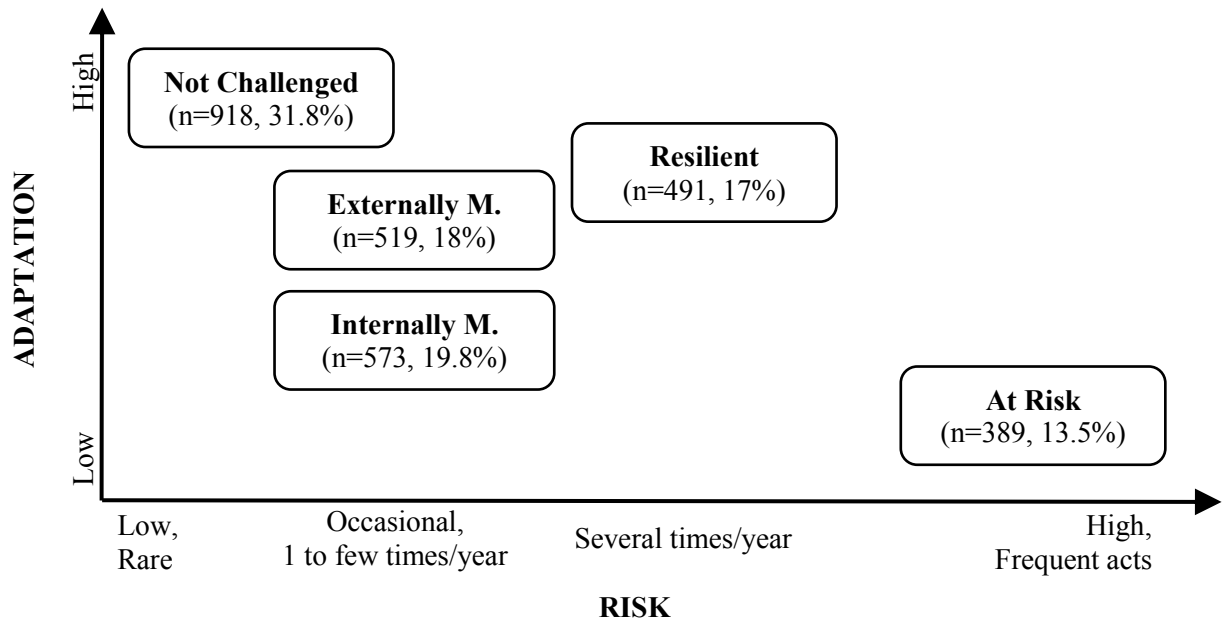 High
Not Challenged
(n=918, 31.8%)
Resilient
(n=491, 17%)
Externally M.
(n=519, 18%)
ADAPTATION
Internally M.
(n=573, 19.8%)
At Risk
(n=389, 13.5%)
Low
Low,
Rare
Occasional,
1 to few times/year
Several times/year
High,
Frequent acts
RISK